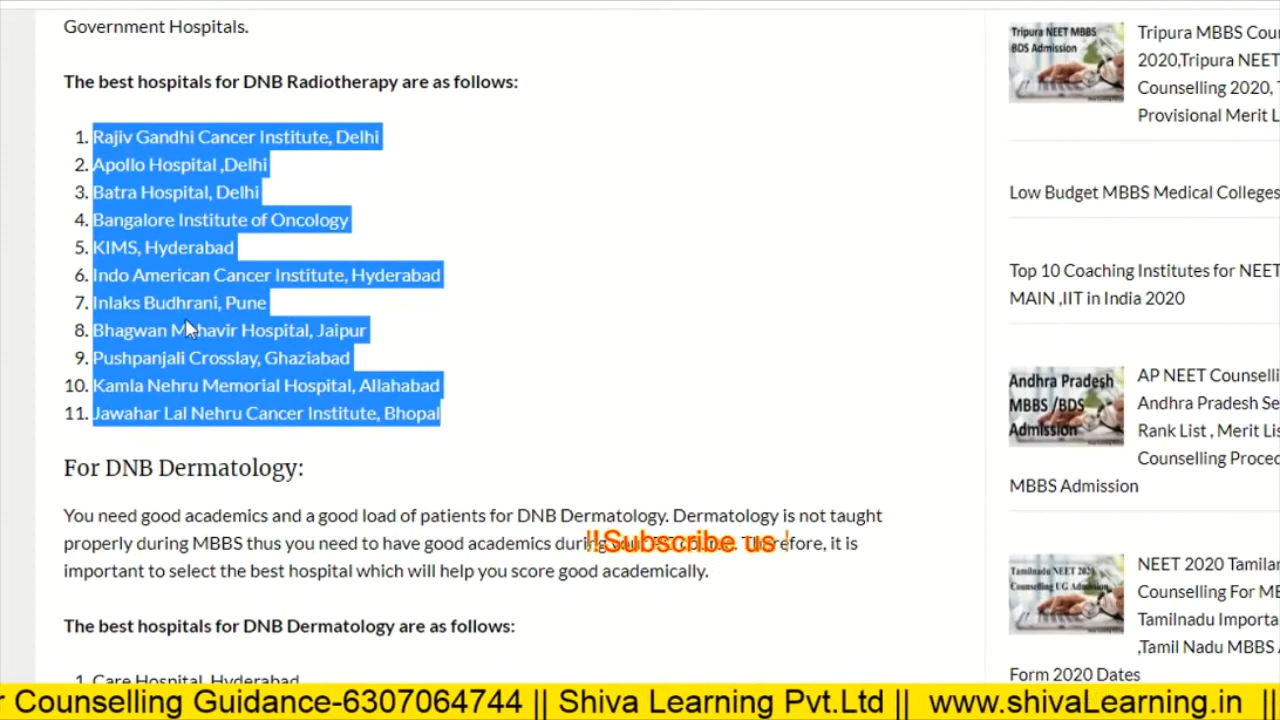 Government Hospitals.
The best hospitals for DNB Radiotherapy are as follows:
1. Rajiv Gandhi Cancer Institute, Delhi
2. Apollo Hospital ,Delhi
3. Batra Hospital, Delhi
4. Bangalore Institute of Oncology
5. KIMS, Hyderabad
6. Indo American Cancer Institute, Hyderabad
7. Inlaks Budhrani, Pune
8. Bhagwan Mahavir Hospital, Jaipur
9. Pushpanjali Crosslay, Ghaziabad
10. Kamla Nehru Memorial Hospital, Allahabad
11. Jawahar Lal Nehru Cancer Institute, Bhopal
For DNB Dermatology:
You need good academics and a good load of patients for DNB Dermatology. Dermatology is not taught
properly during MBBS thus you need to have good academics during Therefore, it is
important to select the best hospital which will help you score good academically.
!!Subscribe us !
The best hospitals for DNB Dermatology are as follows:
1. Care Hospital, Hyderabad
Tripura NEET MBBS
BDS Admission
Tripura MBBS Cou
2020,Tripura NEET
Counselling 2020,
Provisional Merit L
Low Budget MBBS Medical Colleges
Top 10 Coaching Institutes for NEET
MAIN ,IIT in India 2020
Andhra Pradesh
MBBS /BDS
Admission
AP NEET Counselli
Andhra Pradesh Se
Rank List , Merit Lis
Counselling Proced
MBBS Admission
Tamilnadu NEET 2020
Counselling UG Admission
NEET 2020 Tamilan
Counselling For ME
Tamilnadu Importa
,Tamil Nadu MBBS
Form 2020 Dates
r Counselling Guidance-6307064744 || Shiva Learning Pvt.Ltd || www.shivaLearning.in ||